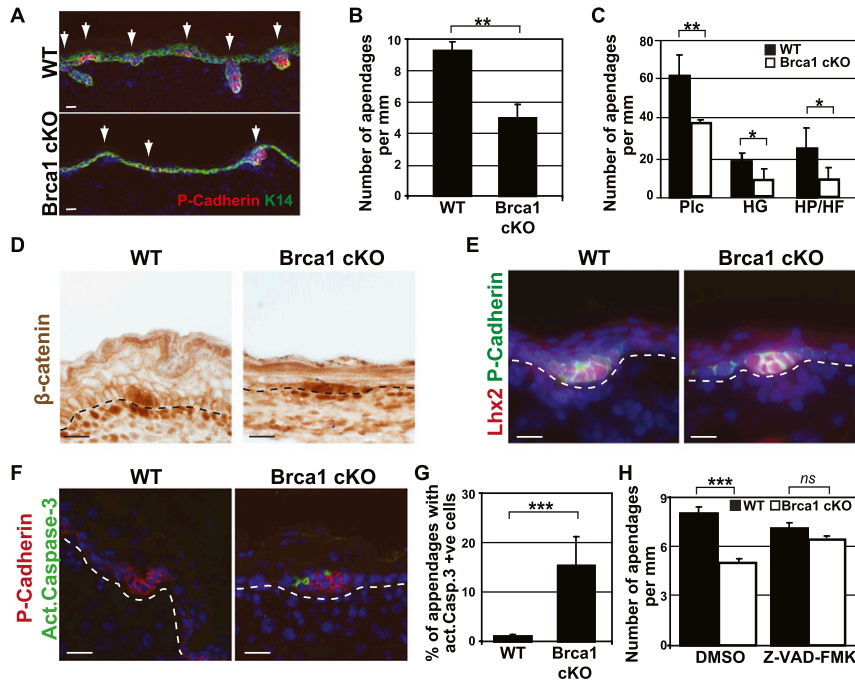 A
WT
Brca1 cKO
P-Cadherin K14
B
Number of apendages
per mm
10
8
6
4
2
0
**
WT
Brca1
cKO
C
Number of apendages
per mm
80
60
40
20
0
WT
Brca1 cKO
**
*
*
Plc
HG
HP/HF
D
WT
Brca1 cKO
β-catenin
E
WT
Brca1 cKO
Lhx2 P-Cadherin
F
WT
Brca1 cKO
P-Cadherin
Act.Caspase-3
G
% of appendages with
act.Casp.3 +ve cells
30
20
10
0
***
WT
Brca1
cKO
H
Number of apendages
per mm
9
6
3
0
***
ns
WT
Brca1 cKO
DMSO
Z-VAD-FMK